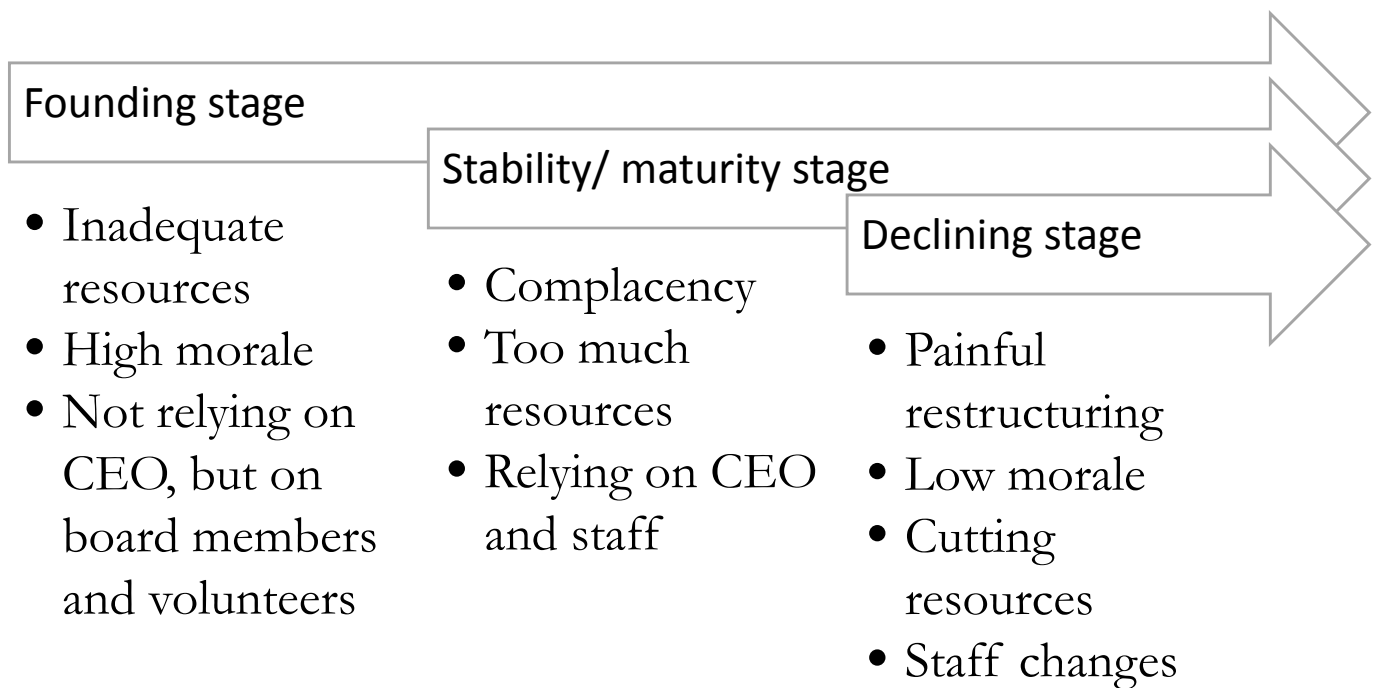 Founding stage
Stability/ maturity stage
Declining stage
• Inadequate
resources
• High morale
• Not relying on
CEO, but on
board members
and volunteers
• Complacency
• Too much
resources
• Relying on CEO
and staff
• Painful
restructuring
• Low morale
• Cutting
resources
• Staff changes